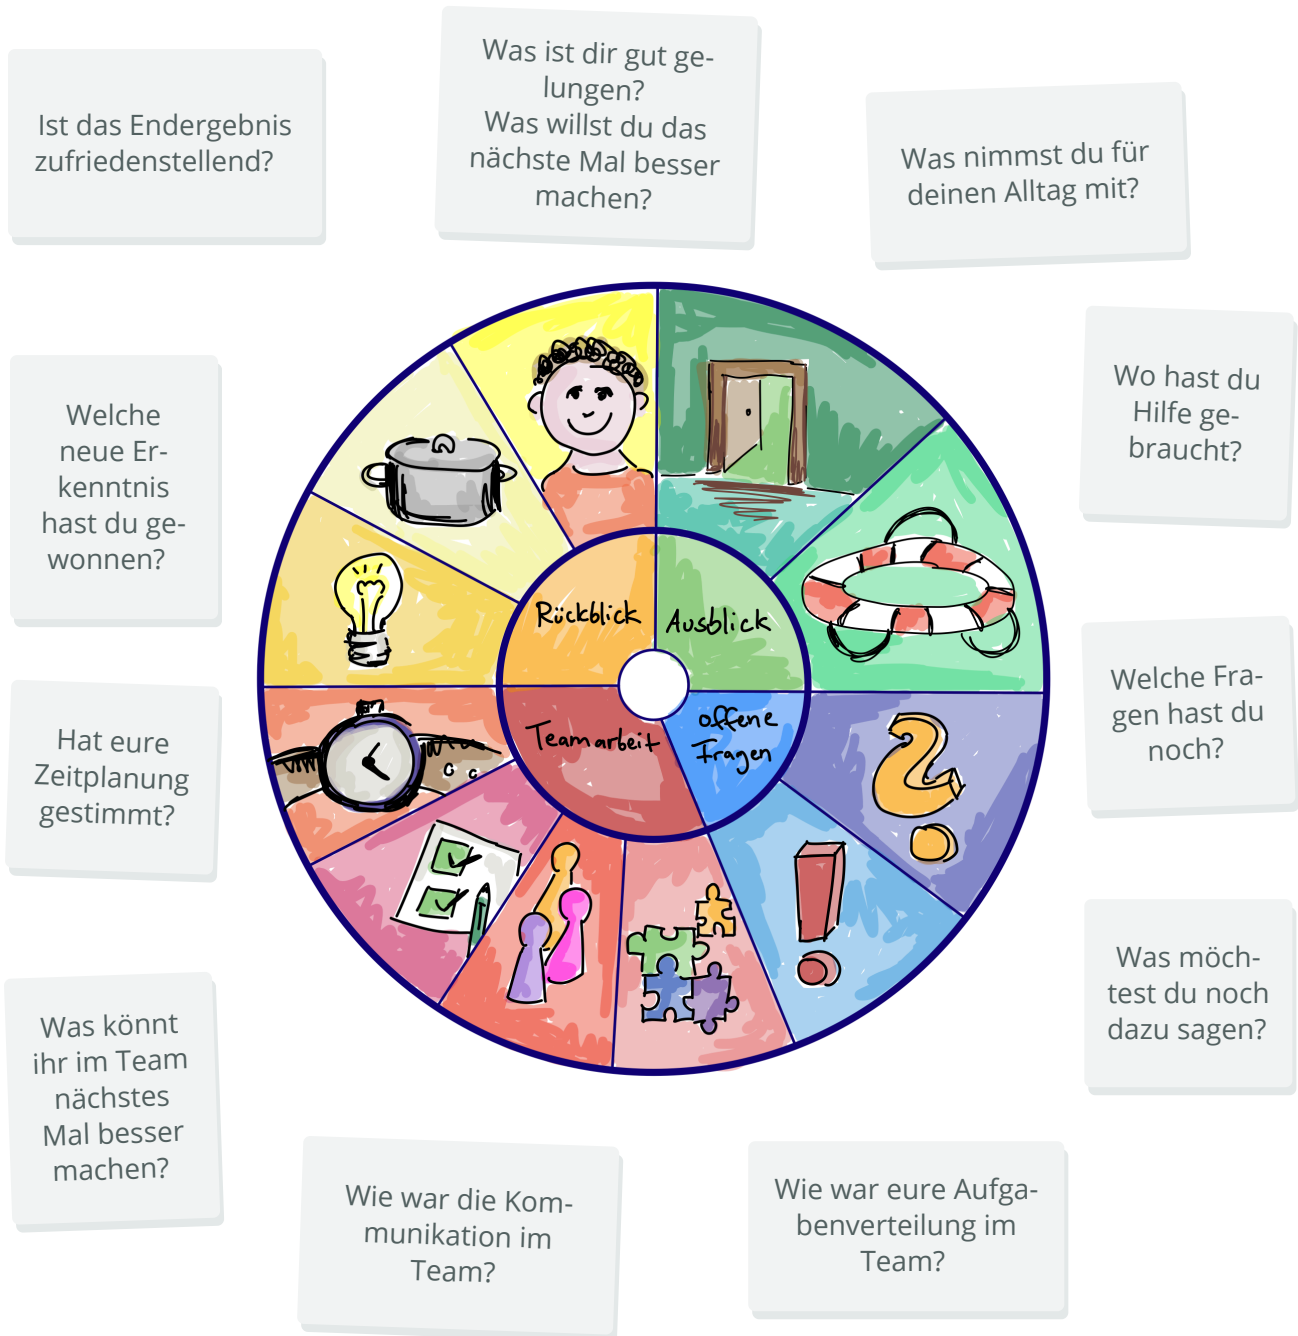 Ist das Endergebnis
zufriedenstellend?
Was ist dir gut ge-
lungen?
Was willst du das
nächste Mal besser
machen?
Was nimmst du für
deinen Alltag mit?
Welche
neue Er-
kenntnis
hast du ge-
wonnen?
Wo hast du
Hilfe ge-
braucht?
Rückblick
Ausblick
Teamarbeit
offene
Fragen
Hat eure
Zeitplanung
gestimmt?
Welche Fra-
gen hast du
noch?
Was könnt
ihr im Team
nächstes
Mal besser
machen?
Was möch-
test du noch
dazu sagen?
Wie war die Kom-
munikation im
Team?
Wie war eure Aufga-
benverteilung im
Team?